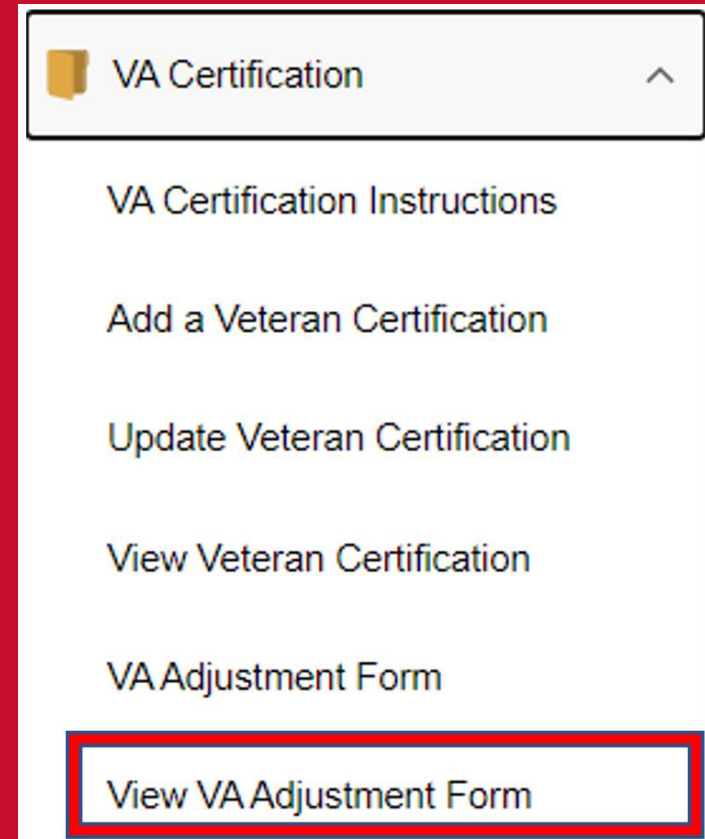 VA Certification
VA Certification Instructions
Add a Veteran Certification
Update Veteran Certification
View Veteran Certification
VA Adjustment Form
View VA Adjustment Form